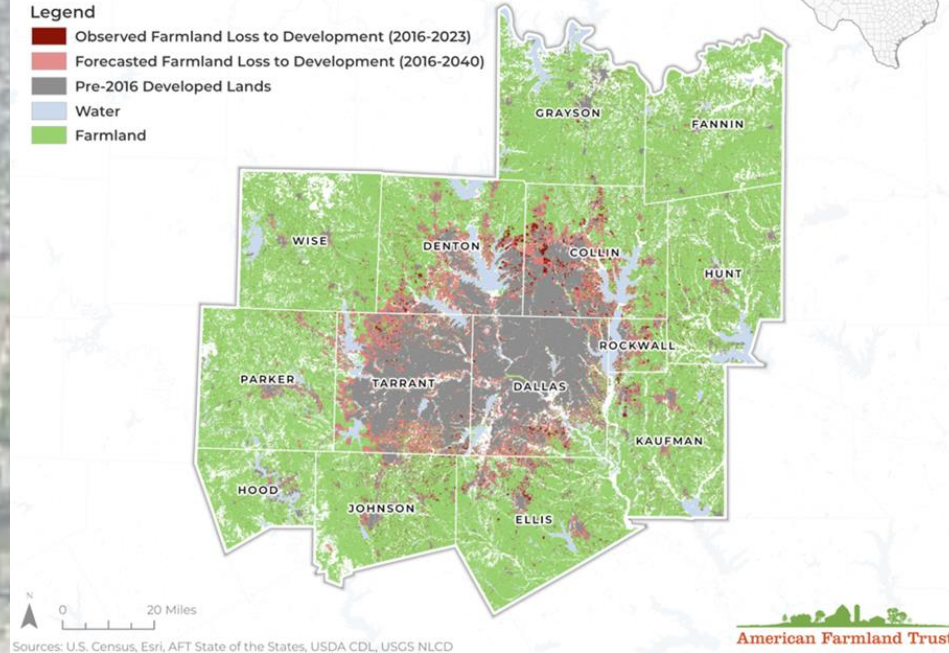 Legend
Observed Farmland Loss to Development (2016-2023)
Forecasted Farmland Loss to Development (2016-2040)
Pre-2016 Developed Lands
Water
Farmland
GRAYSON
FANNIN
WISE
DENTON
COLLIN
HUNT
ROCKWALL
PARKER
TARRANT
DALLAS
KAUFMAN
HOOD
JOHNSON
ELLIS
N
0 20 Miles
American Farmland Trust
Sources: U.S. Census, Esri, AFT State of the States, USDA CDL, USGS NLCD